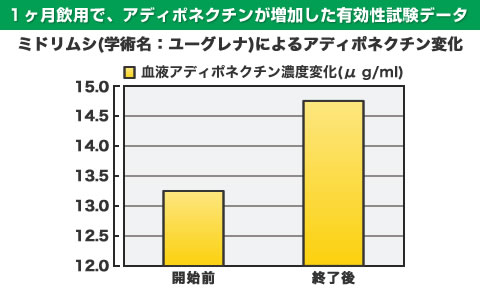 1ヶ月飲用で、アディポネクチンが増加した有効性試験データ
ミドリムシ(学術名：ユーグレナ)によるアディポネクチン変化
血液アディポネクチン濃度変化(μ g/ml)
15.0
14.5
14.0
13.5
13.0
12.5
12.0
開始前 終了後